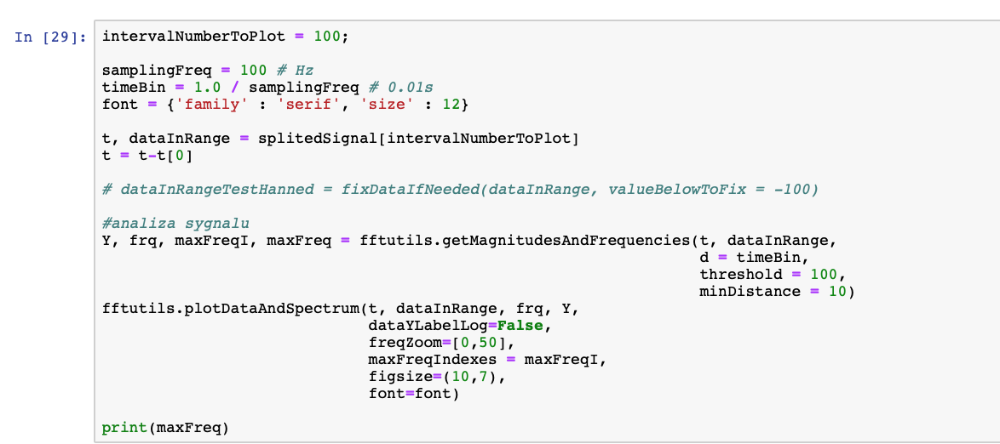 In [29]:
intervalNumberToPlot = 100;
samplingFreq = 100 # Hz
timeBin = 1.0 / samplingFreq # 0.01s
font = {'family' : 'serif', 'size' : 12}
t, dataInRange = splitedSignal[intervalNumberToPlot]
t = t-t[0]
# dataInRangeTestHanned = fixDataIfNeeded(dataInRange, valueBelowToFix = -100)
#analiza sygnalu
Y, frq, maxFreqI, maxFreq = fftutils.getMagnitudesAndFrequencies(t, dataInRange,
d = timeBin,
threshold = 100,
minDistance = 10)
fftutils.plotDataAndSpectrum(t, dataInRange, frq, Y,
dataYLabelLog=False,
freqZoom=[0,50],
maxFreqIndexes = maxFreqI,
figsize=(10,7),
font=font)
print(maxFreq)